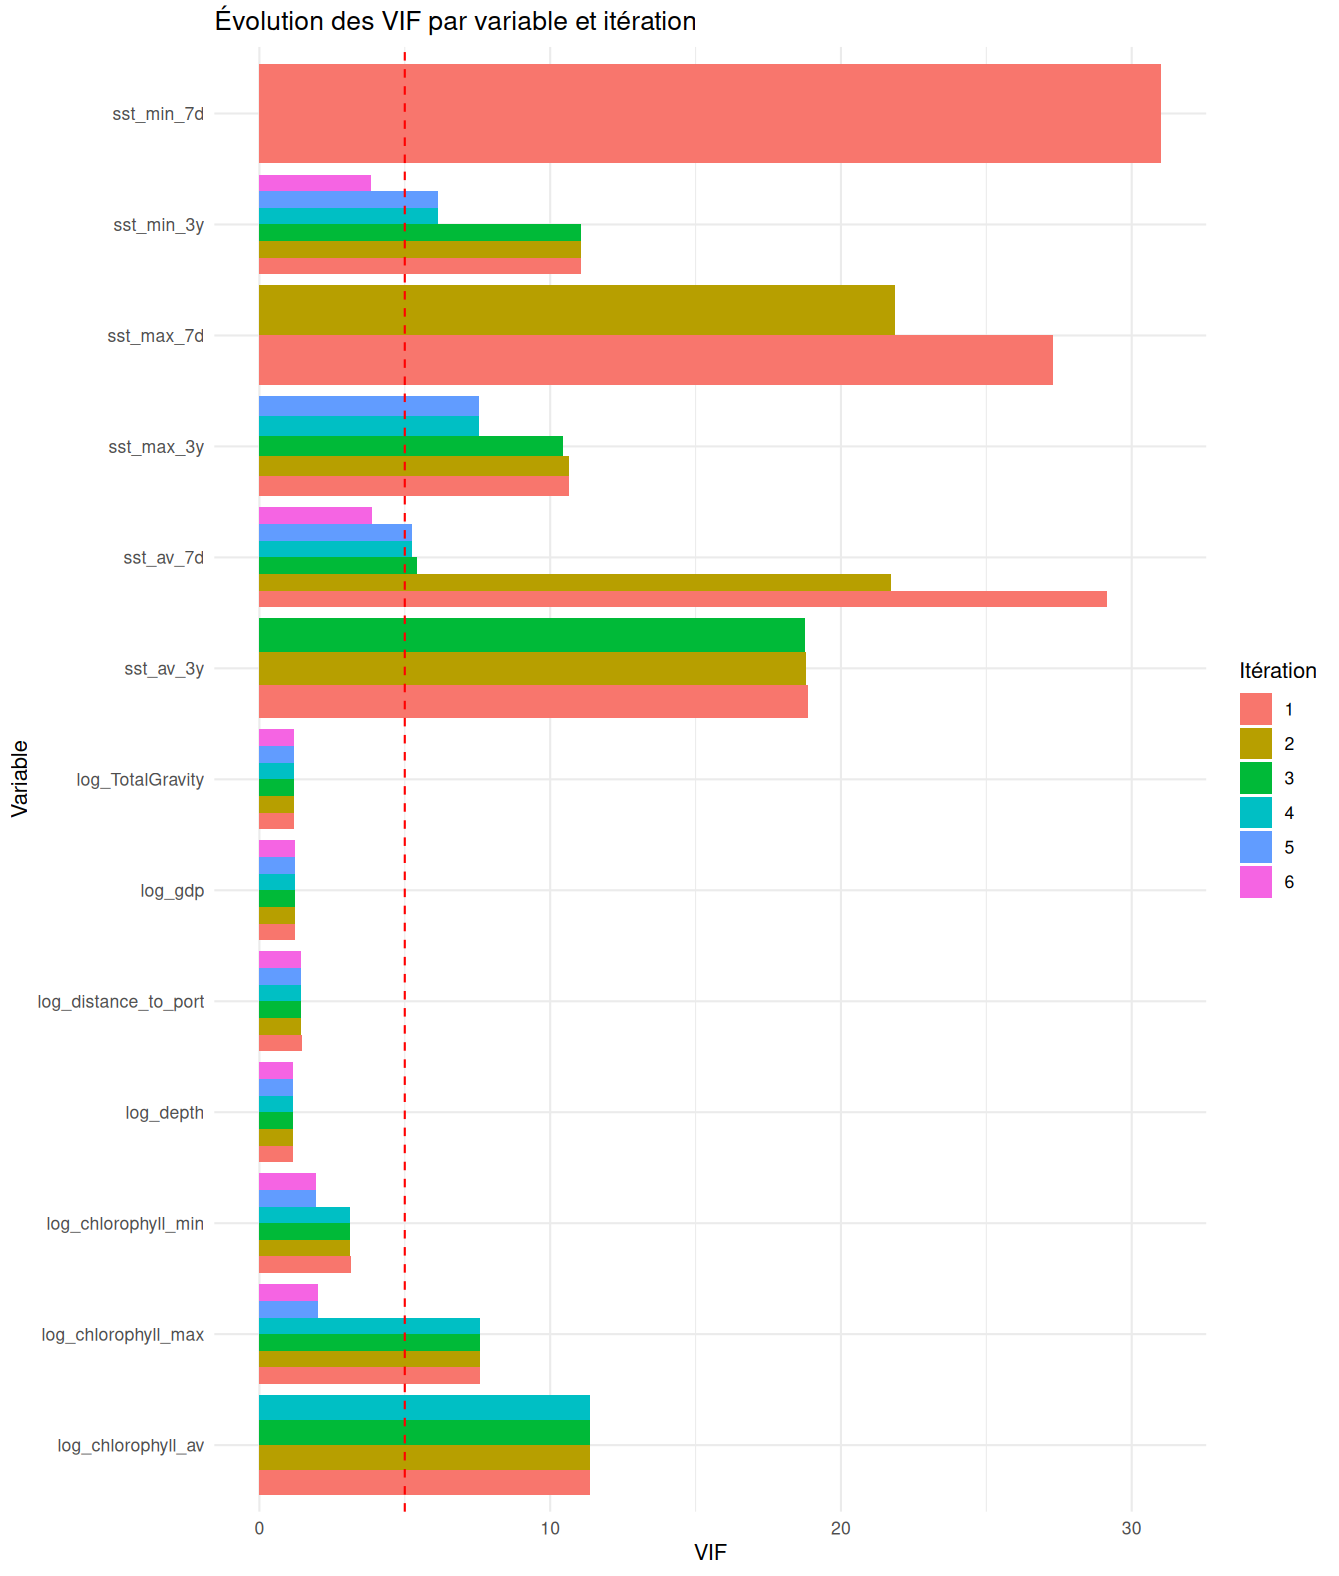 Évolution des VIF par variable et itération
sst_min_7d
sst_min_3y
sst_max_7d
sst_max_3y
sst_av_7d
sst_av_3y
log_TotalGravity
log_gdp
log_distance_to_port
log_depth
log_chlorophyll_min
log_chlorophyll_max
log_chlorophyll_av
Variable
0 10 20 30
VIF
Itération
1
2
3
4
5
6